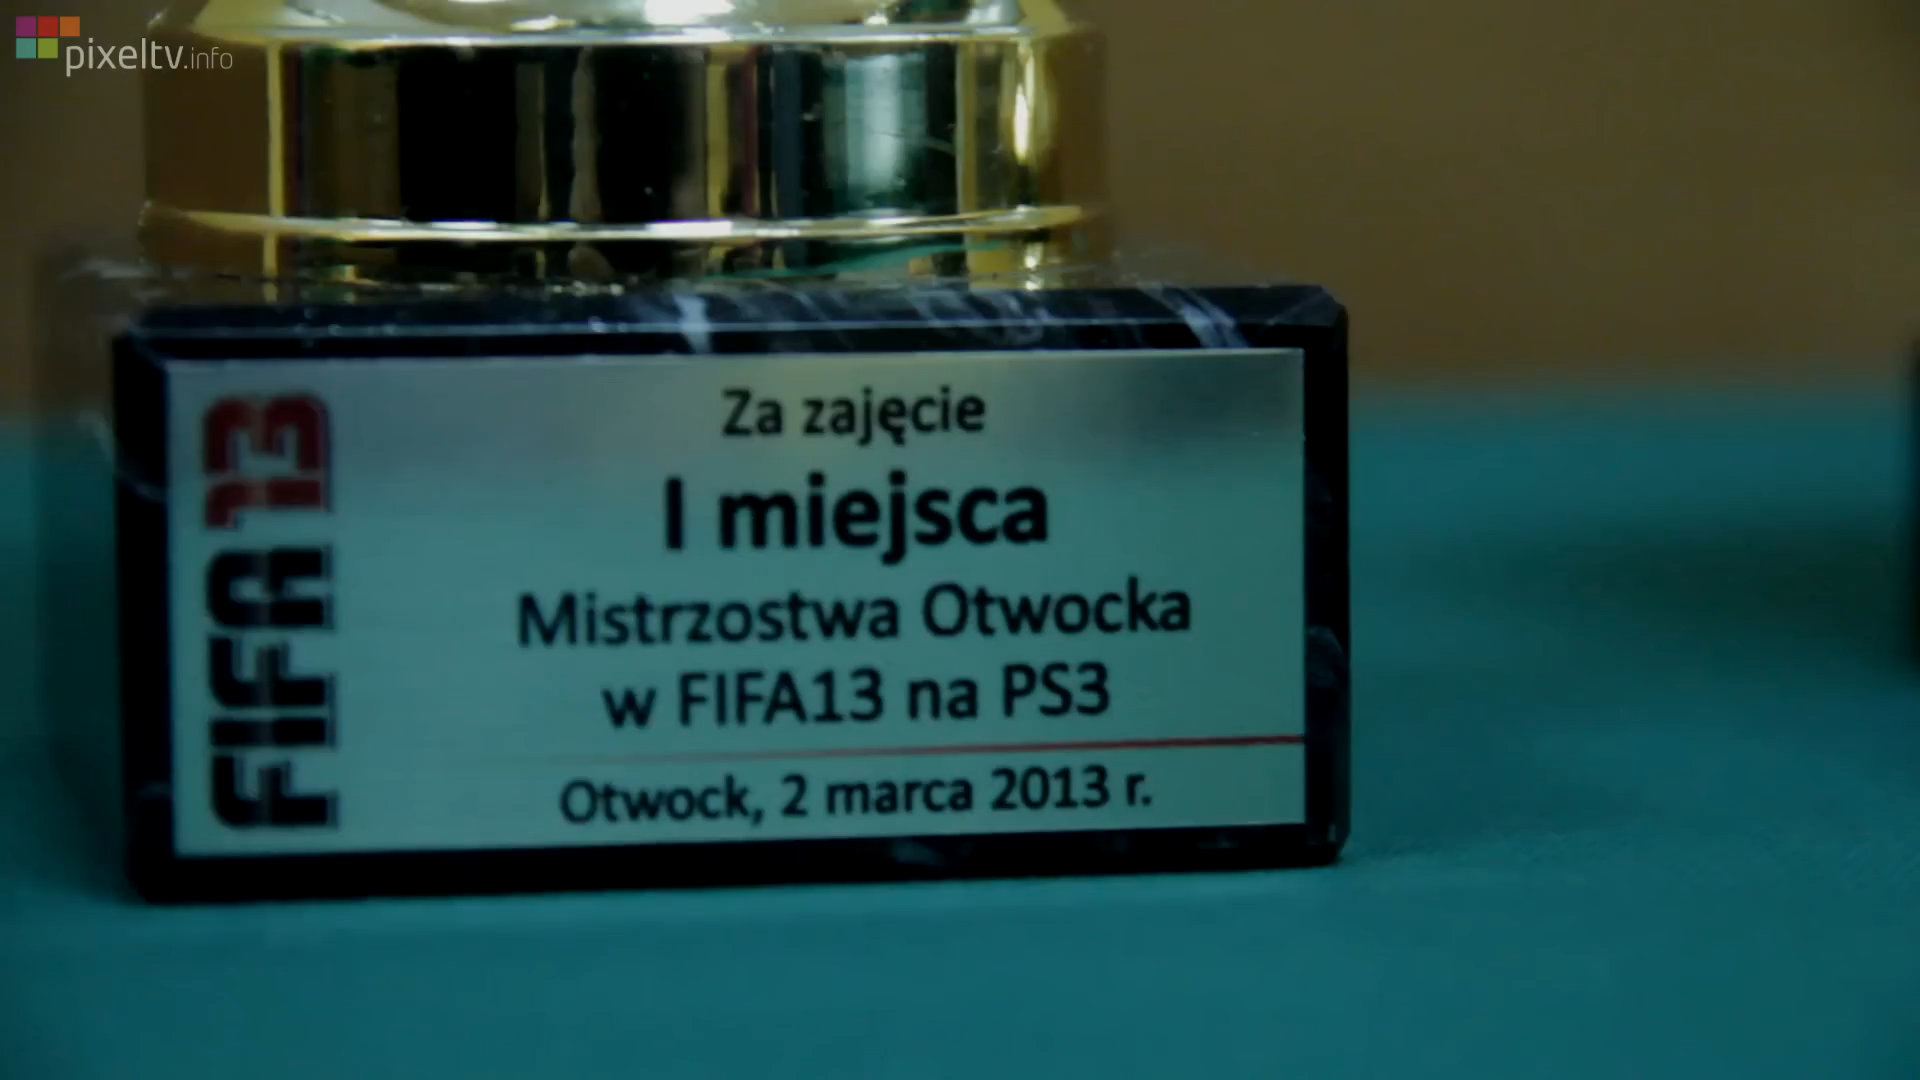 pixeltv.info
FIFA 13
Za zajęcie
I miejsca
Mistrzostwa Otwocka
w FIFA13 na PS3
Otwock, 2 marca 2013 r.